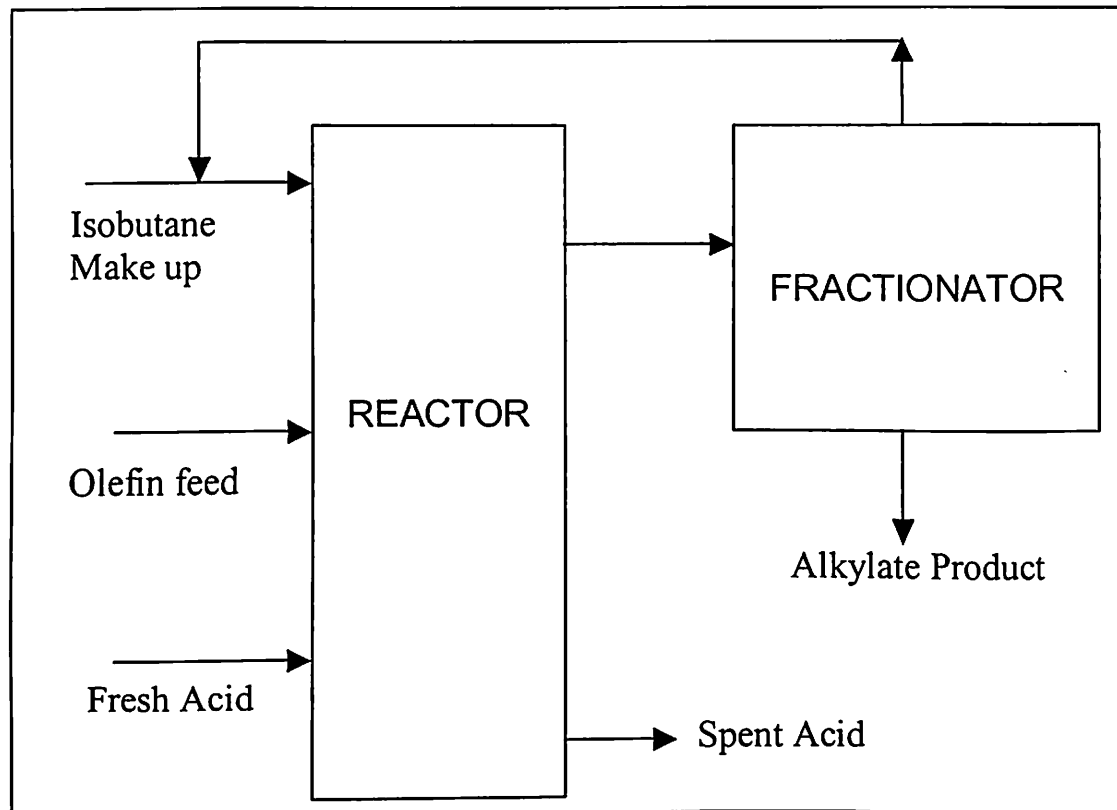 Isobutane
Make up
REACTOR
FRACTIONATOR
Olefin feed
Alkylate Product
Fresh Acid
Spent Acid